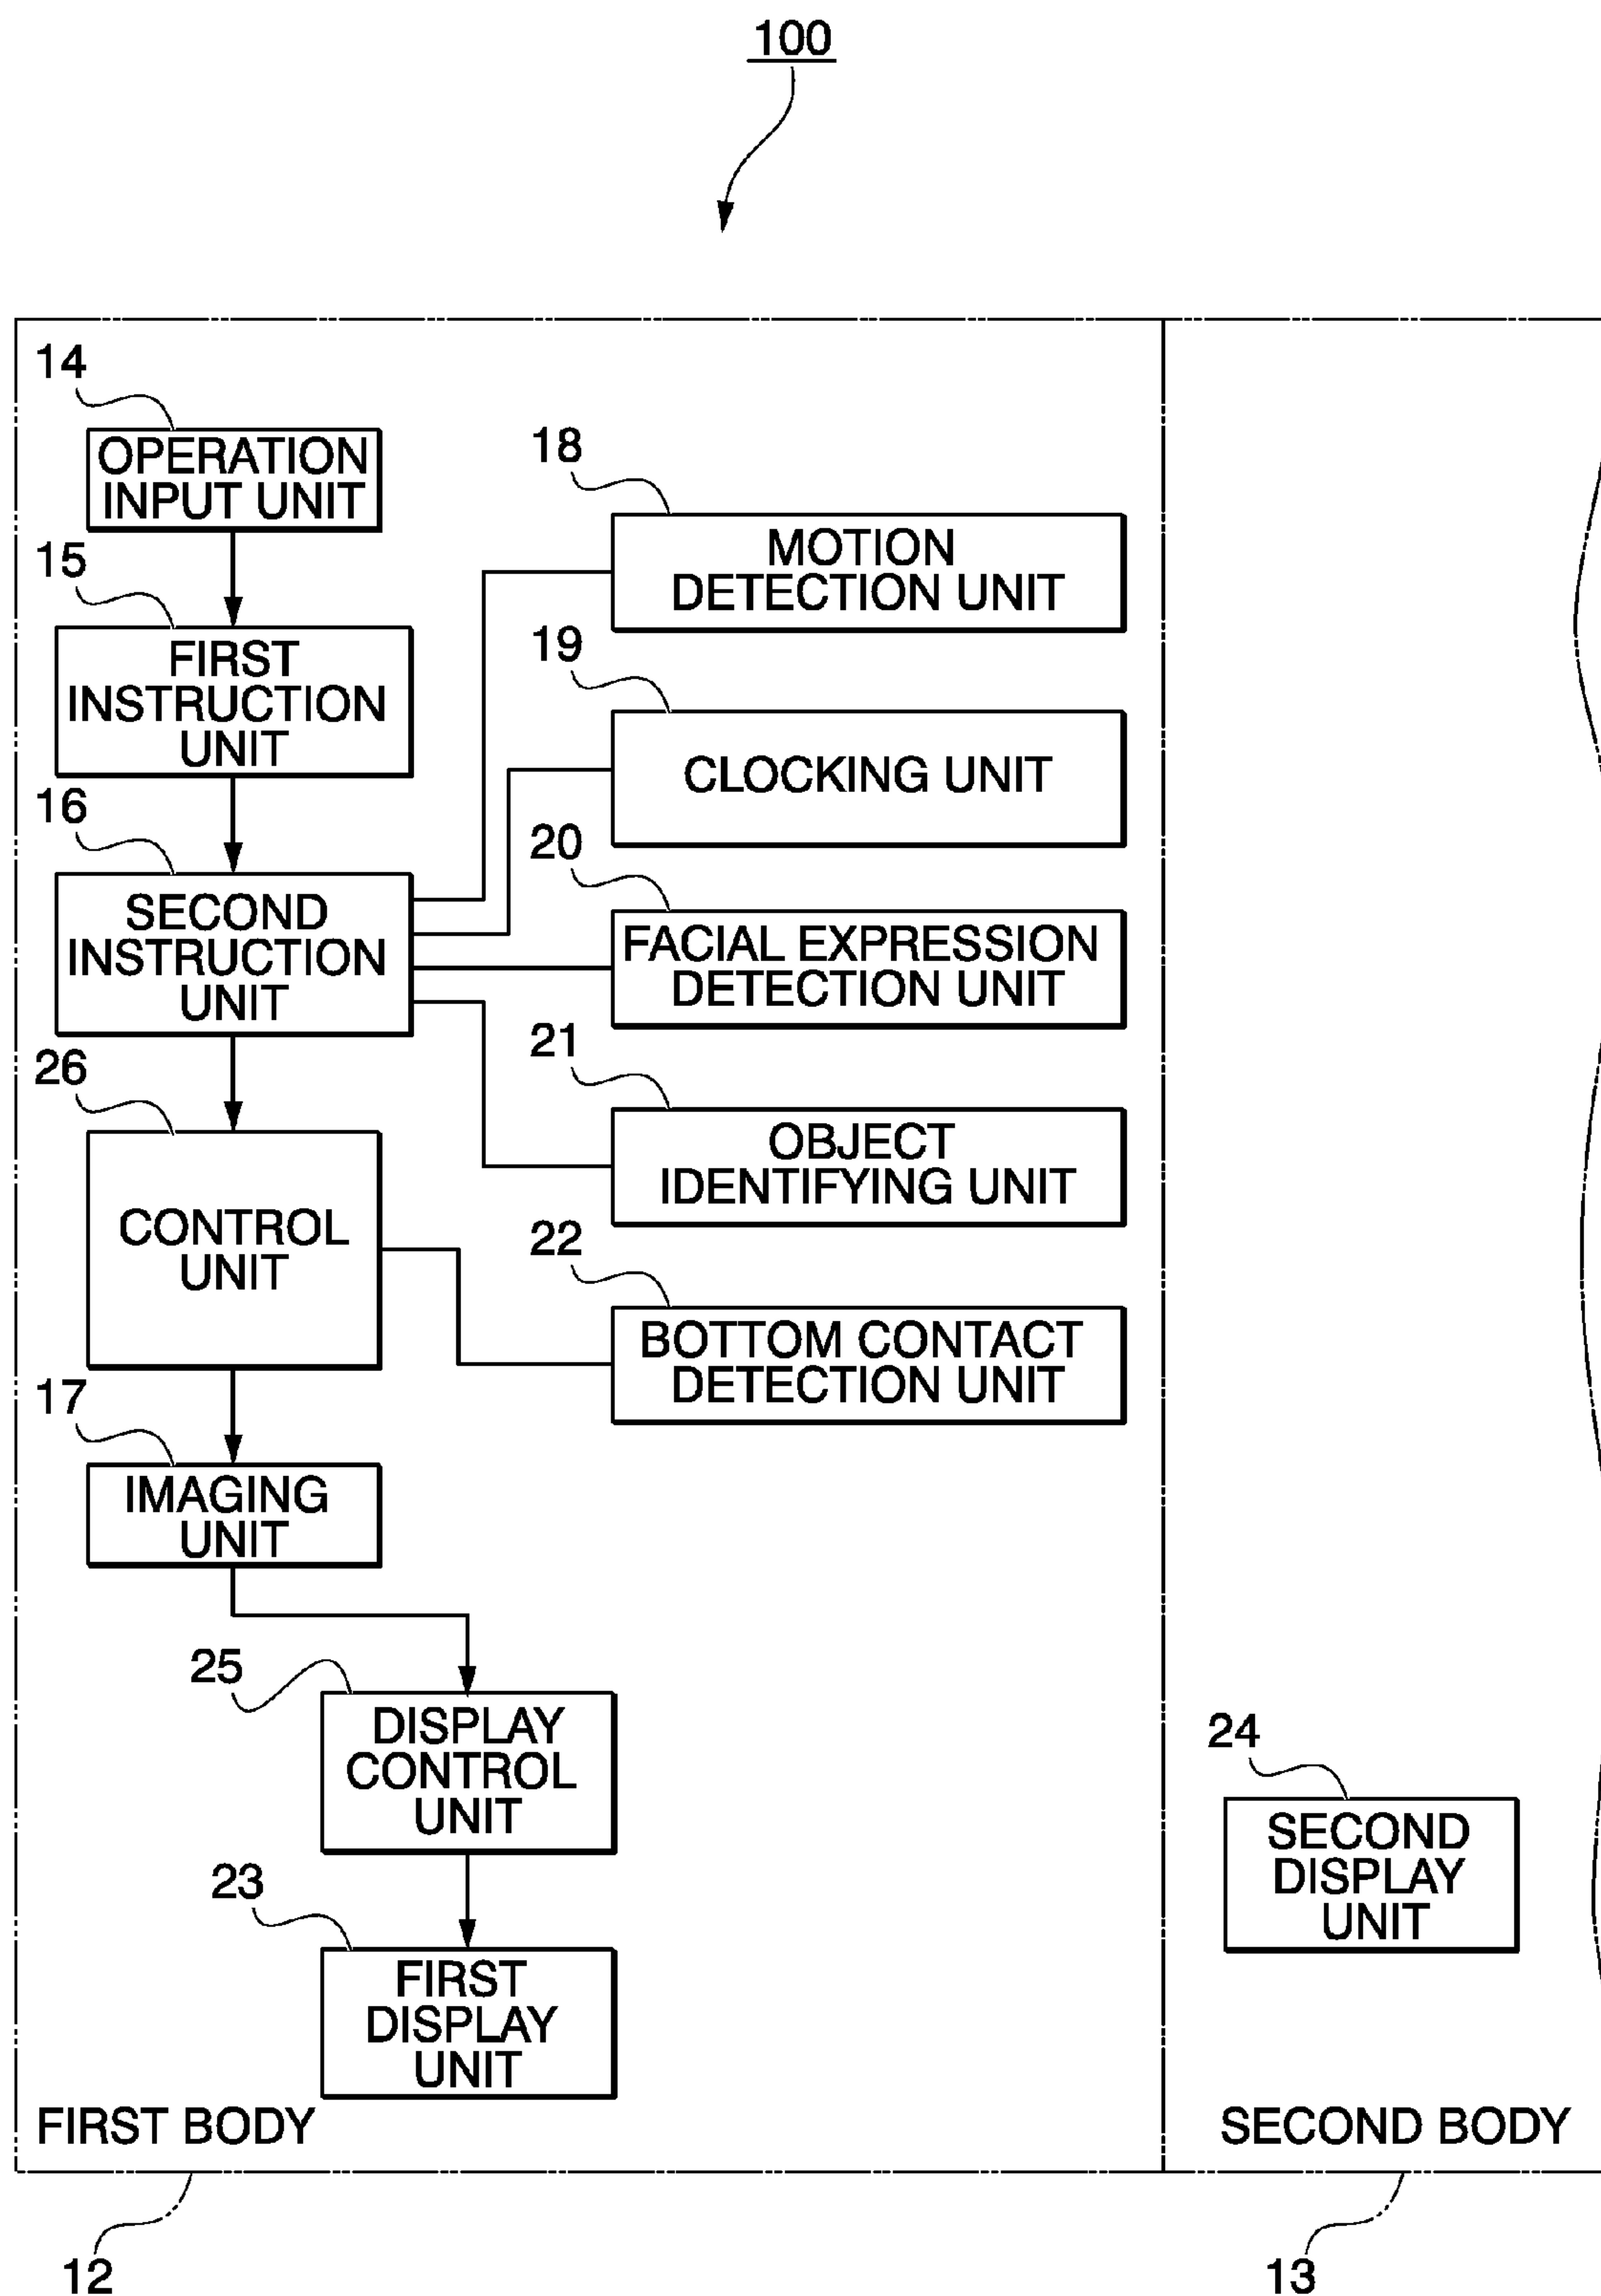 100
14
OPERATION
INPUT UNIT
15
FIRST
INSTRUCTION
UNIT
16
SECOND
INSTRUCTION
UNIT
26
CONTROL
UNIT
17
IMAGING
UNIT
18
MOTION
DETECTION UNIT
19
CLOCKING UNIT
20
FACIAL EXPRESSION
DETECTION UNIT
21
OBJECT
IDENTIFYING UNIT
22
BOTTOM CONTACT
DETECTION UNIT
25
DISPLAY
CONTROL
UNIT
23
FIRST
DISPLAY
UNIT
FIRST BODY
12
24
SECOND
DISPLAY
UNIT
SECOND BODY
13